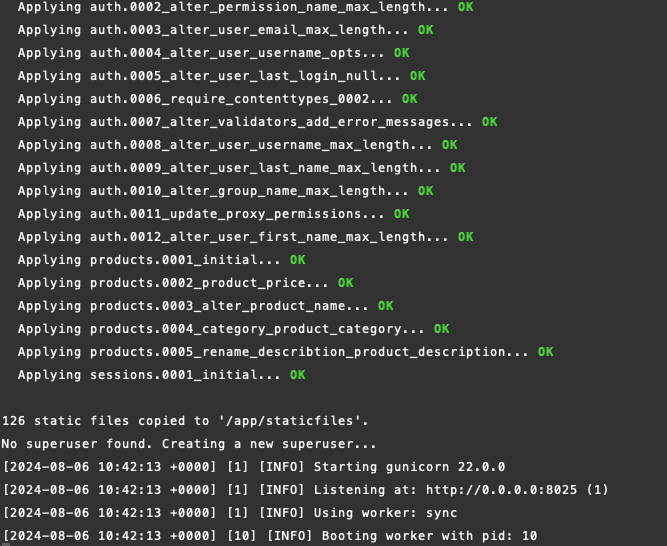 Applying auth.0002_alter_permission_name_max_length... OK
Applying auth.0003_alter_user_email_max_length... OK
Applying auth.0004_alter_user_username_opts... OK
Applying auth.0005_alter_user_last_login_null... OK
Applying auth.0006_require_contenttypes_0002... OK
Applying auth.0007_alter_validators_add_error_messages... OK
Applying auth.0008_alter_user_username_max_length... OK
Applying auth.0009_alter_user_last_name_max_length... OK
Applying auth.0010_alter_group_name_max_length... OK
Applying auth.0011_update_proxy_permissions... OK
Applying auth.0012_alter_user_first_name_max_length... OK
Applying products.0001_initial... OK
Applying products.0002_product_price... OK
Applying products.0003_alter_product_name... OK
Applying products.0004_category_product_category... OK
Applying products.0005_rename_describtion_product_description... OK
Applying sessions.0001_initial... OK
126 static files copied to '/app/staticfiles'.
No superuser found. Creating a new superuser...
[2024-08-06 10:42:13 +0000] [1] [INFO] Starting gunicorn 22.0.0
[2024-08-06 10:42:13 +0000] [1] [INFO] Listening at: http://0.0.0.0:8025 (1)
[2024-08-06 10:42:13 +0000] [1] [INFO] Using worker: sync
[2024-08-06 10:42:13 +0000] [10] [INFO] Booting worker with pid: 10